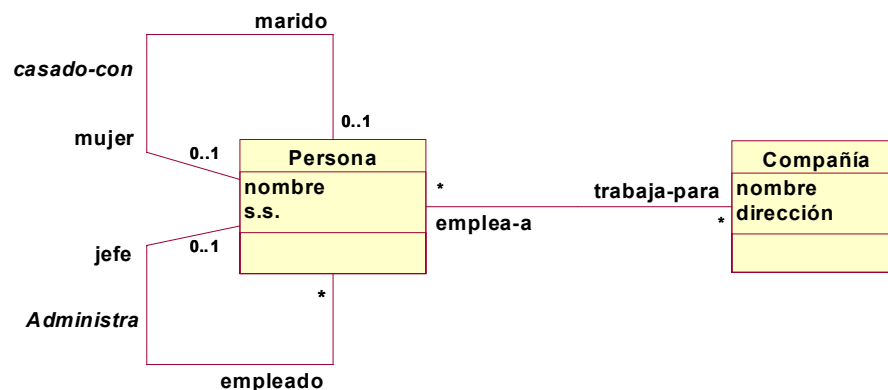 marido
casado-con
0..1
mujer
0..1
Persona
Compañía
nombre
s.s.
*
trabaja-para
nombre
dirección
emplea-a
*
jefe
0..1
*
Administra
empleado